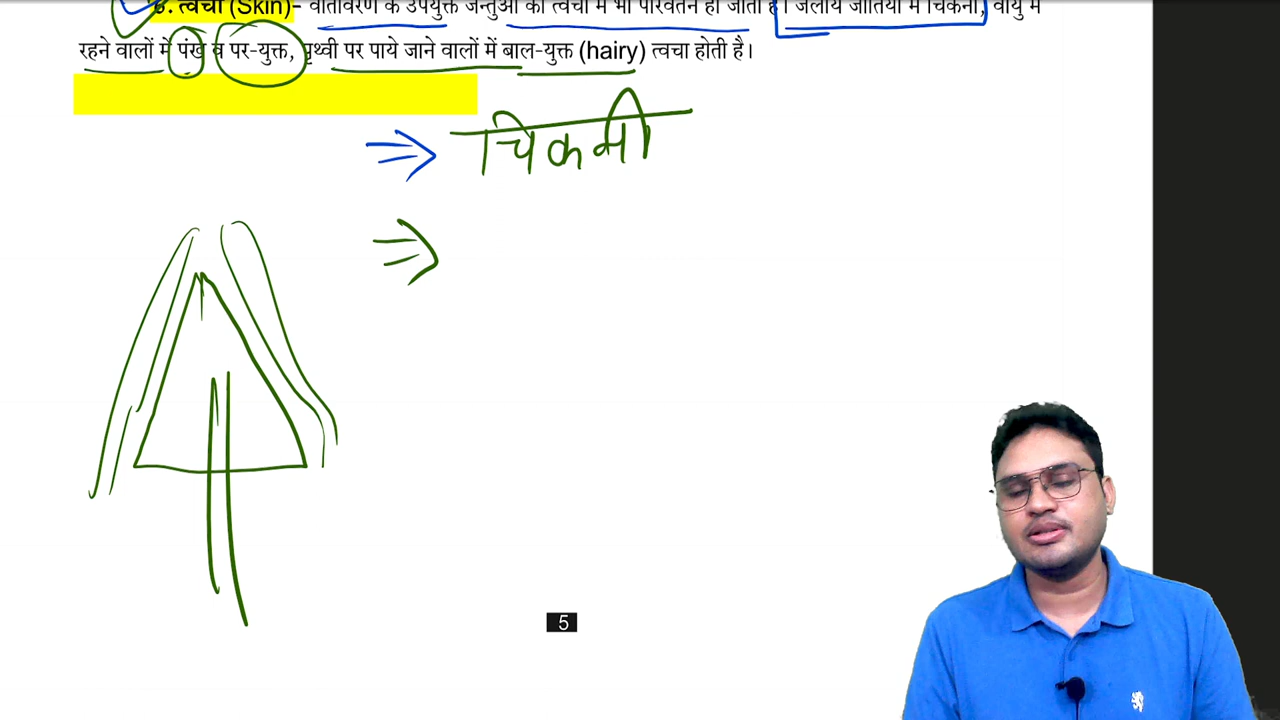 6. त्वचा (Skin)– वातावरण के उपयुक्त जन्तुओं की त्वचा में भी परिवर्तन हो जाता है। जलीय जातियों में चिकनी, वायु में
रहने वालों में पंख व पर-युक्त, पृथ्वी पर पाये जाने वालों में बाल-युक्त (hairy) त्वचा होती है।
चिकनी
5